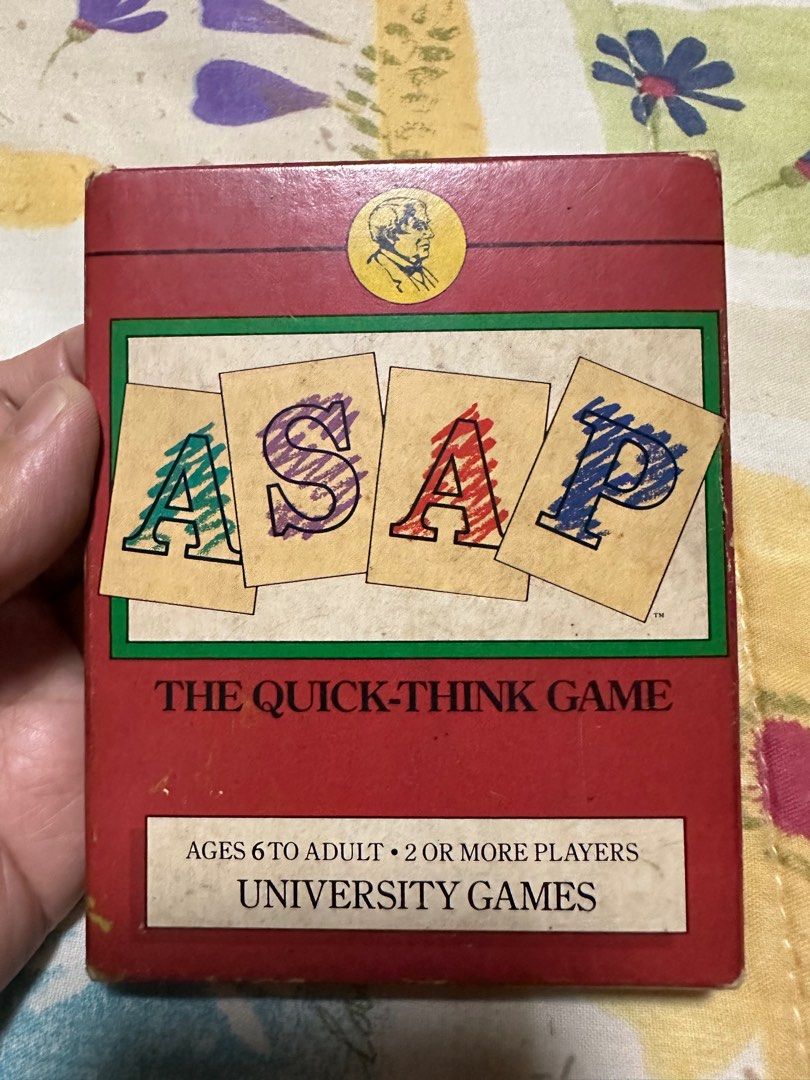 ASAP
TM
THE QUICK-THINK GAME
AGES 6 TO ADULT • 2 OR MORE PLAYERS
UNIVERSITY GAMES